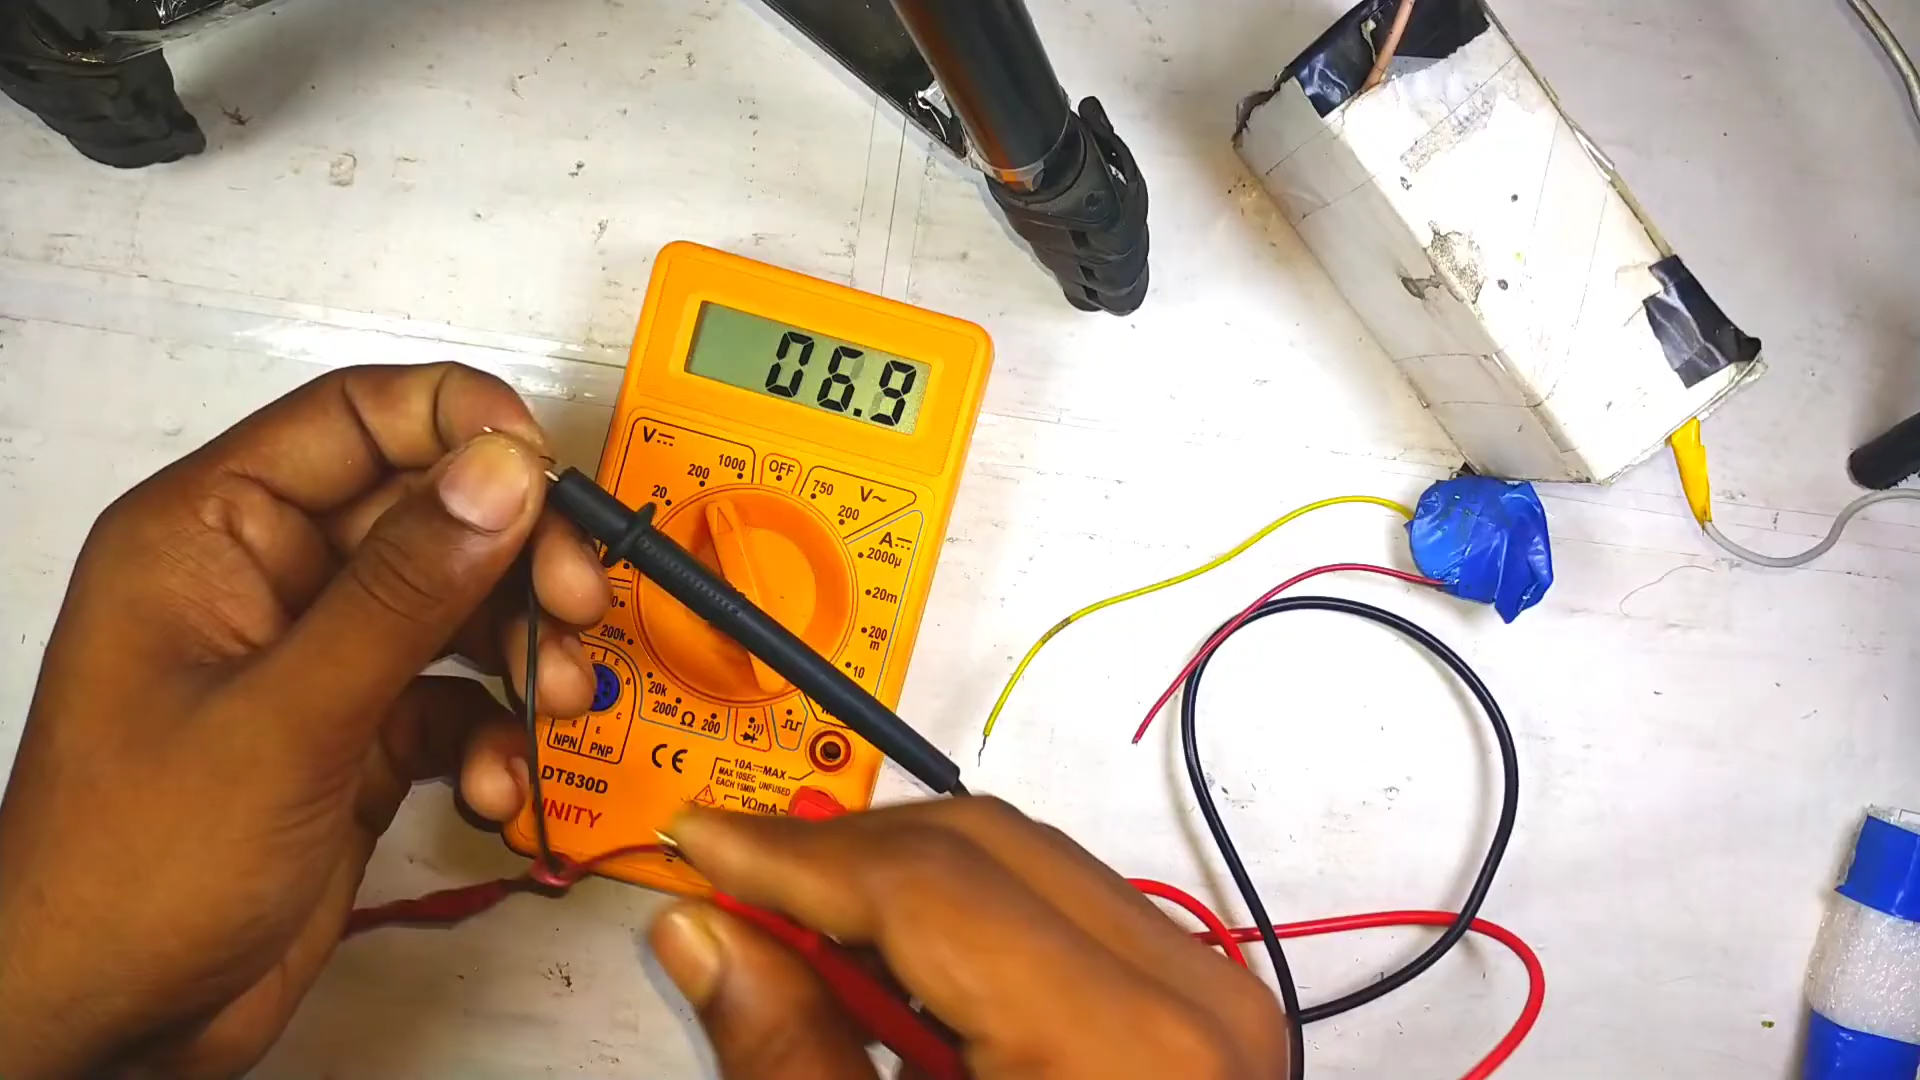 06.9
V⎓
1000
OFF
200
750
V~
20
200
A⎓
2000µ
20m
200
m
10
200k
20k
2000
Ω
200
E
E
B
C
E
E
NPN
PNP
CE
10A⎓MAX
MAX 10SEC UNFUSED
EACH 15MIN
VΩmA
DT830D
NITY